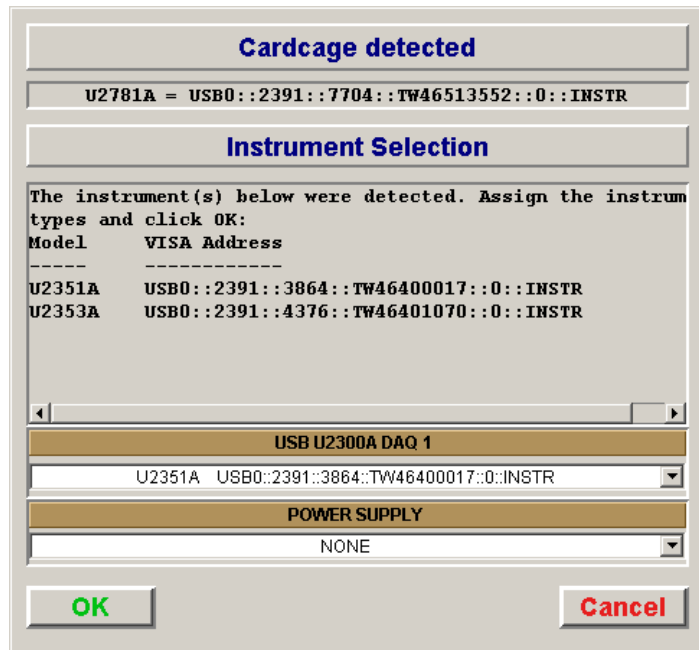 Cardcage detected
U2781A = USB0::2391::7704::TW46513552::0::INSTR
Instrument Selection
The instrument(s) below were detected. Assign the instrum
types and click OK:
Model VISA Address
----- ------------
U2351A USB0::2391::3864::TW46400017::0::INSTR
U2353A USB0::2391::4376::TW46401070::0::INSTR
USB U2300A DAQ 1
U2351A USB0::2391::3864::TW46400017::0::INSTR
POWER SUPPLY
NONE
OK Cancel